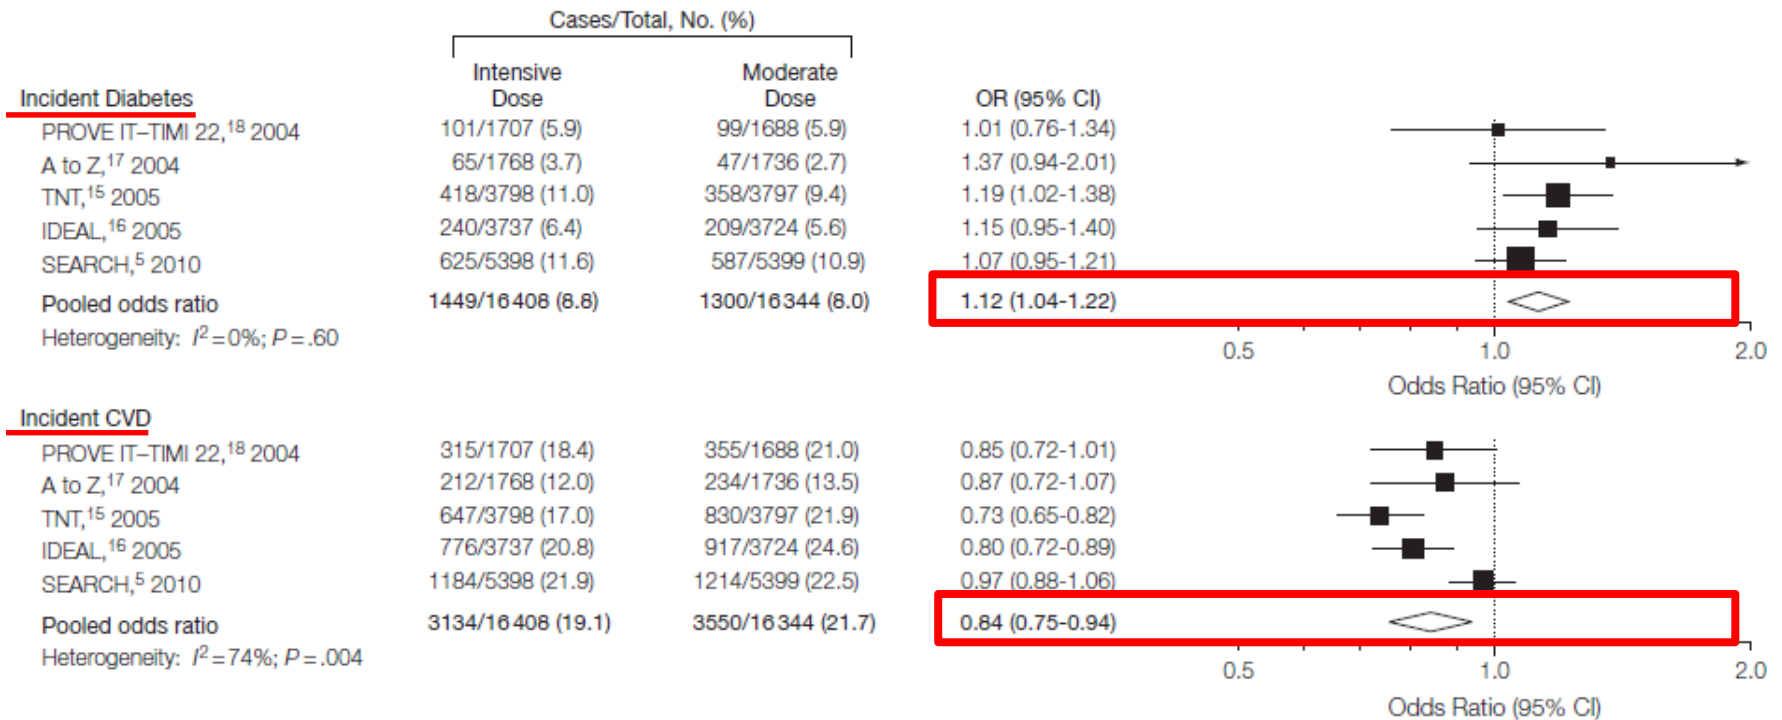 Cases/Total, No. (%)
Incident Diabetes Intensive Dose Moderate Dose OR (95% CI)
PROVE IT–TIMI 22,18 2004 101/1707 (5.9) 99/1688 (5.9) 1.01 (0.76-1.34)
A to Z,17 2004 65/1768 (3.7) 47/1736 (2.7) 1.37 (0.94-2.01)
TNT,15 2005 418/3798 (11.0) 358/3797 (9.4) 1.19 (1.02-1.38)
IDEAL,16 2005 240/3737 (6.4) 209/3724 (5.6) 1.15 (0.95-1.40)
SEARCH,5 2010 625/5398 (11.6) 587/5399 (10.9) 1.07 (0.95-1.21)
Pooled odds ratio 1449/16 408 (8.8) 1300/16 344 (8.0) 1.12 (1.04-1.22)
Heterogeneity: I2=0%; P=.60
0.5 1.0 2.0
Odds Ratio (95% CI)
Incident CVD
PROVE IT–TIMI 22,18 2004 315/1707 (18.4) 355/1688 (21.0) 0.85 (0.72-1.01)
A to Z,17 2004 212/1768 (12.0) 234/1736 (13.5) 0.87 (0.72-1.07)
TNT,15 2005 647/3798 (17.0) 830/3797 (21.9) 0.73 (0.65-0.82)
IDEAL,16 2005 776/3737 (20.8) 917/3724 (24.6) 0.80 (0.72-0.89)
SEARCH,5 2010 1184/5398 (21.9) 1214/5399 (22.5) 0.97 (0.88-1.06)
Pooled odds ratio 3134/16 408 (19.1) 3550/16 344 (21.7) 0.84 (0.75-0.94)
Heterogeneity: I2=74%; P=.004
0.5 1.0 2.0
Odds Ratio (95% CI)